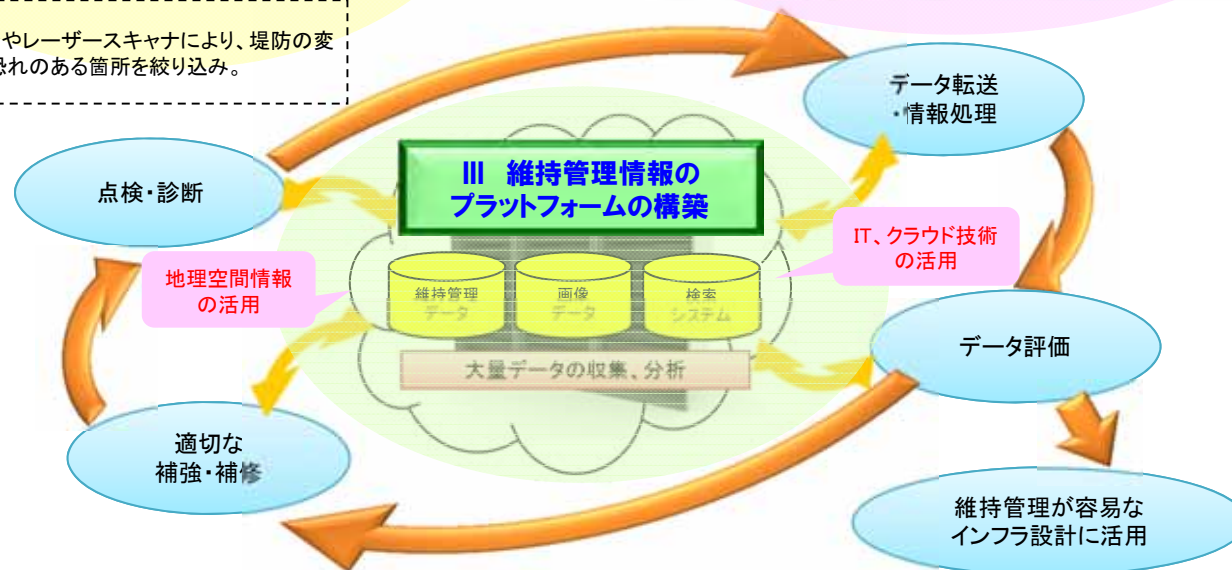 やレーザースキャナにより、堤防の変
恐れのある箇所を絞り込み。
データ転送
・情報処理
点検・診断
Ⅲ 維持管理情報の
プラットフォームの構築
IT、クラウド技術
の活用
地理空間情報
の活用
維持管理
データ
画像
データ
検索
システム
データ評価
大量データの収集、分析
適切な
補強・補修
維持管理が容易な
インフラ設計に活用